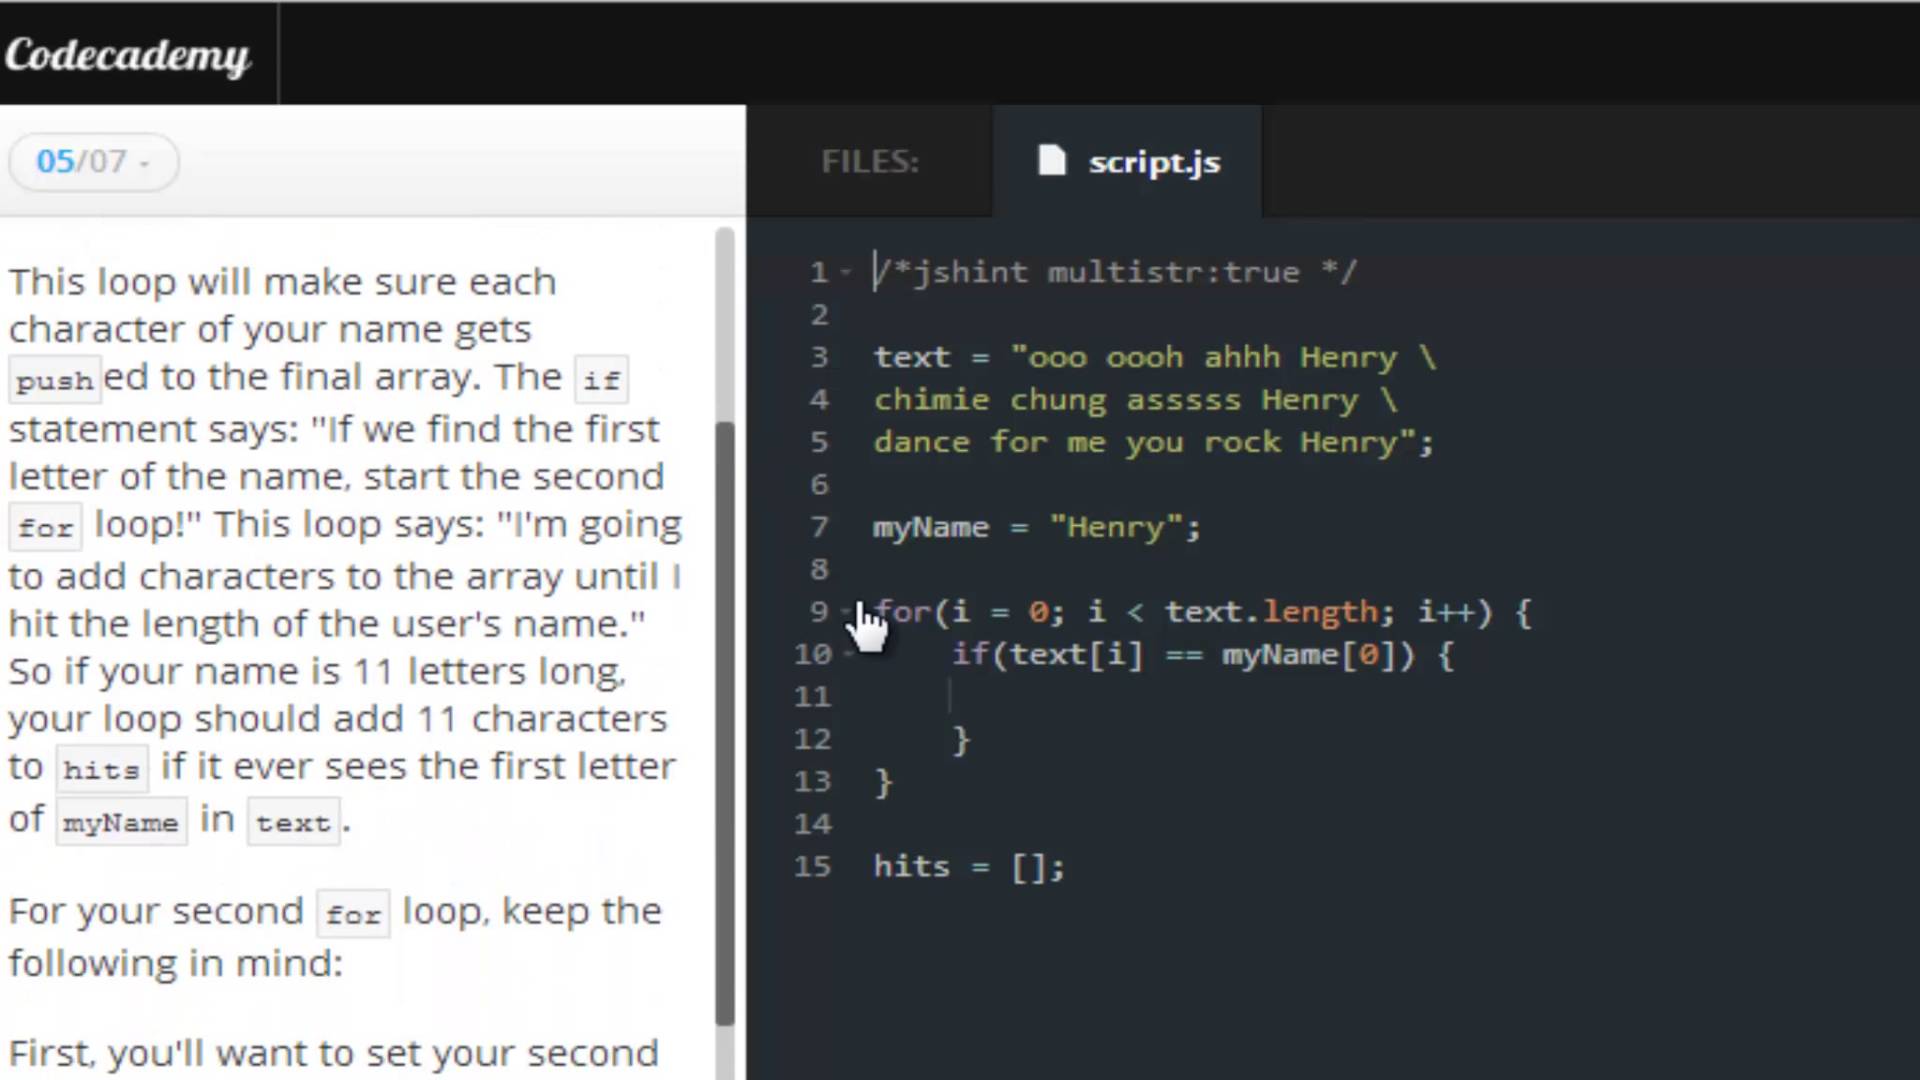 Codecademy
05/07
This loop will make sure each
character of your name gets
pushed to the final array. The if
statement says: "If we find the first
letter of the name, start the second
for loop!" This loop says: "I'm going
to add characters to the array until I
hit the length of the user's name."
So if your name is 11 letters long,
your loop should add 11 characters
to hits if it ever sees the first letter
of myName in text.
For your second for loop, keep the
following in mind:
First, you'll want to set your second
FILES: script.js
1 /*jshint multistr:true */
2
3 text = "ooo oooh ahhh Henry \
4 chimie chung asssss Henry \
5 dance for me you rock Henry";
6
7 myName = "Henry";
8
9 for(i = 0; i < text.length; i++) {
10 if(text[i] == myName[0]) {
11
12 }
13 }
14
15 hits = [];